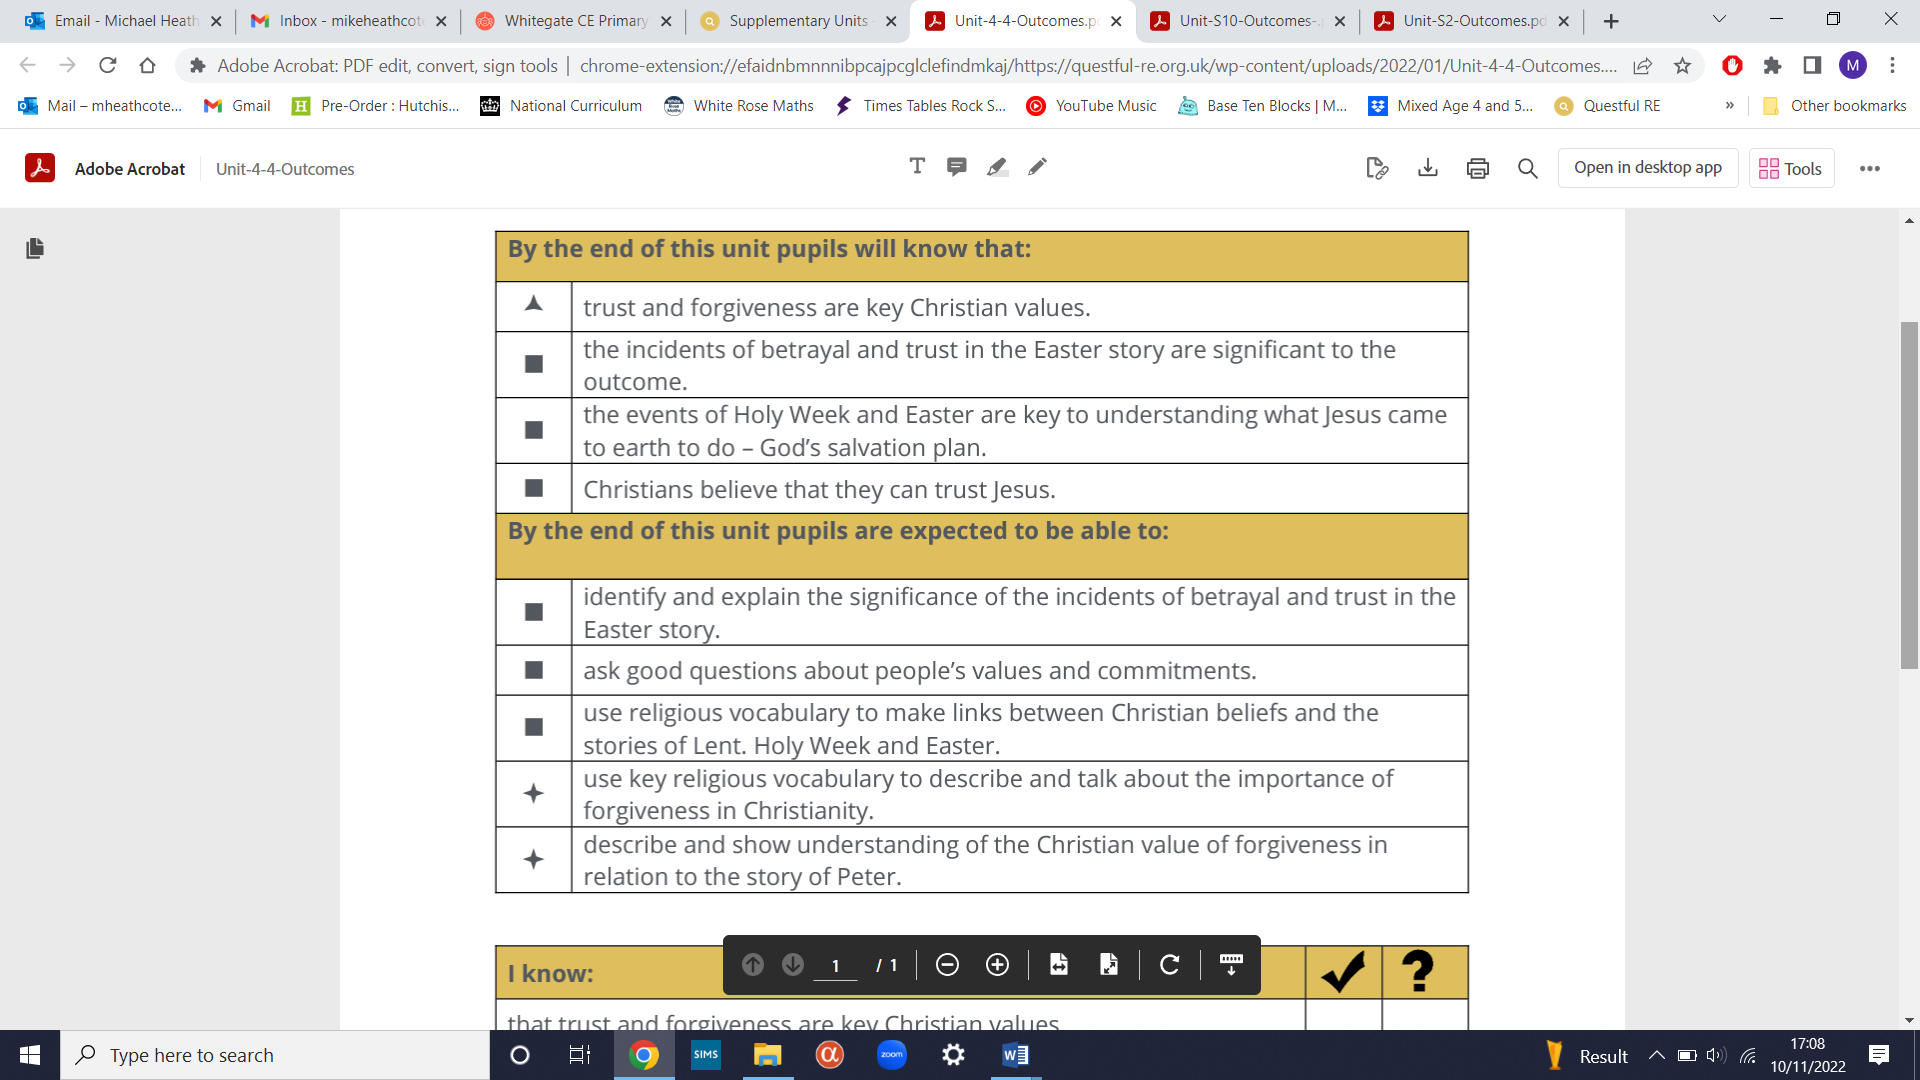 Email - Michael Heath
Inbox - mikeheathcot
Whitegate CE Primary
Supplementary Units -
Unit-4-4-Outcomes.p
Unit-S10-Outcomes-.
Unit-S2-Outcomes.pd
Adobe Acrobat: PDF edit, convert, sign tools | chrome-extension://efaidnbmnnnibpcajpcglclefindmkaj/https://questful-re.org.uk/wp-content/uploads/2022/01/Unit-4-4-Outcomes....
M
Mail – mheathcote...
Gmail
H Pre-Order : Hutchis...
National Curriculum
White Rose Maths
Times Tables Rock S...
YouTube Music
Base Ten Blocks | M...
Mixed Age 4 and 5...
Questful RE
»
Other bookmarks
Adobe Acrobat
Unit-4-4-Outcomes
Open in desktop app
Tools
By the end of this unit pupils will know that:
trust and forgiveness are key Christian values.
the incidents of betrayal and trust in the Easter story are significant to the
outcome.
the events of Holy Week and Easter are key to understanding what Jesus came
to earth to do – God’s salvation plan.
Christians believe that they can trust Jesus.
By the end of this unit pupils are expected to be able to:
identify and explain the significance of the incidents of betrayal and trust in the
Easter story.
ask good questions about people’s values and commitments.
use religious vocabulary to make links between Christian beliefs and the
stories of Lent. Holy Week and Easter.
use key religious vocabulary to describe and talk about the importance of
forgiveness in Christianity.
describe and show understanding of the Christian value of forgiveness in
relation to the story of Peter.
I know:
?
1 / 1
that trust and forgiveness are key Christian values
Type here to search
SIMS
zoom
Result
17:08
10/11/2022